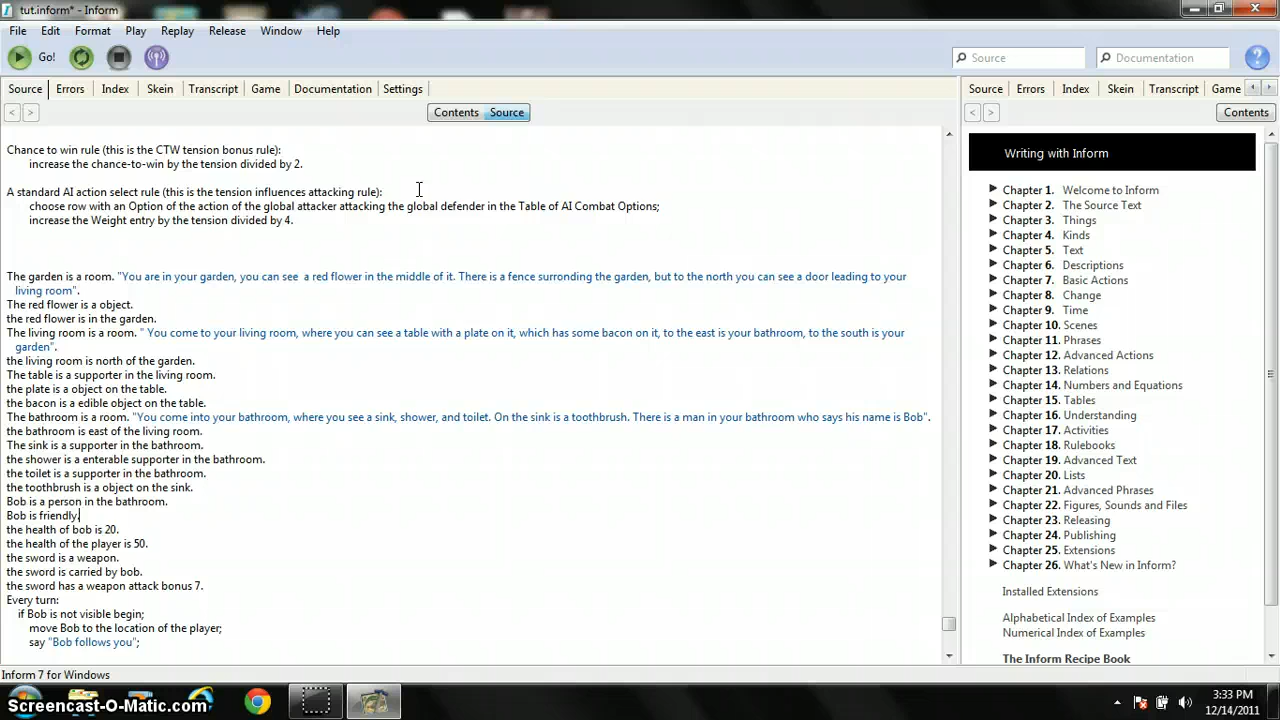 tut.inform* - Inform
File Edit Format Play Replay Release Window Help
Go! Source Documentation
Source Errors Index Skein Transcript Game Documentation Settings Source Errors Index Skein Transcript Game
< > Contents Source < > Contents
Chance to win rule (this is the CTW tension bonus rule):
increase the chance-to-win by the tension divided by 2.
A standard AI action select rule (this is the tension influences attacking rule):
choose row with an Option of the action of the global attacker attacking the global defender in the Table of AI Combat Options;
increase the Weight entry by the tension divided by 4.
The garden is a room. "You are in your garden, you can see a red flower in the middle of it. There is a fence surronding the garden, but to the north you can see a door leading to your
living room".
The red flower is a object.
the red flower is in the garden.
The living room is a room. " You come to your living room, where you can see a table with a plate on it, which has some bacon on it, to the east is your bathroom, to the south is your
garden".
the living room is north of the garden.
The table is a supporter in the living room.
the plate is a object on the table.
the bacon is a edible object on the table.
The bathroom is a room. "You come into your bathroom, where you see a sink, shower, and toilet. On the sink is a toothbrush. There is a man in your bathroom who says his name is Bob".
the bathroom is east of the living room.
The sink is a supporter in the bathroom.
the shower is a enterable supporter in the bathroom.
the toilet is a supporter in the bathroom.
the toothbrush is a object on the sink.
Bob is a person in the bathroom.
Bob is friendly.
the health of bob is 20.
the health of the player is 50.
the sword is a weapon.
the sword is carried by bob.
the sword has a weapon attack bonus 7.
Every turn:
if Bob is not visible begin;
move Bob to the location of the player;
say "Bob follows you";
Writing with Inform
Chapter 1. Welcome to Inform
Chapter 2. The Source Text
Chapter 3. Things
Chapter 4. Kinds
Chapter 5. Text
Chapter 6. Descriptions
Chapter 7. Basic Actions
Chapter 8. Change
Chapter 9. Time
Chapter 10. Scenes
Chapter 11. Phrases
Chapter 12. Advanced Actions
Chapter 13. Relations
Chapter 14. Numbers and Equations
Chapter 15. Tables
Chapter 16. Understanding
Chapter 17. Activities
Chapter 18. Rulebooks
Chapter 19. Advanced Text
Chapter 20. Lists
Chapter 21. Advanced Phrases
Chapter 22. Figures, Sounds and Files
Chapter 23. Releasing
Chapter 24. Publishing
Chapter 25. Extensions
Chapter 26. What's New in Inform?
Installed Extensions
Alphabetical Index of Examples
Numerical Index of Examples
The Inform Recipe Book
Inform 7 for Windows
Screencast-O-Matic.com
3:33 PM
12/14/2011